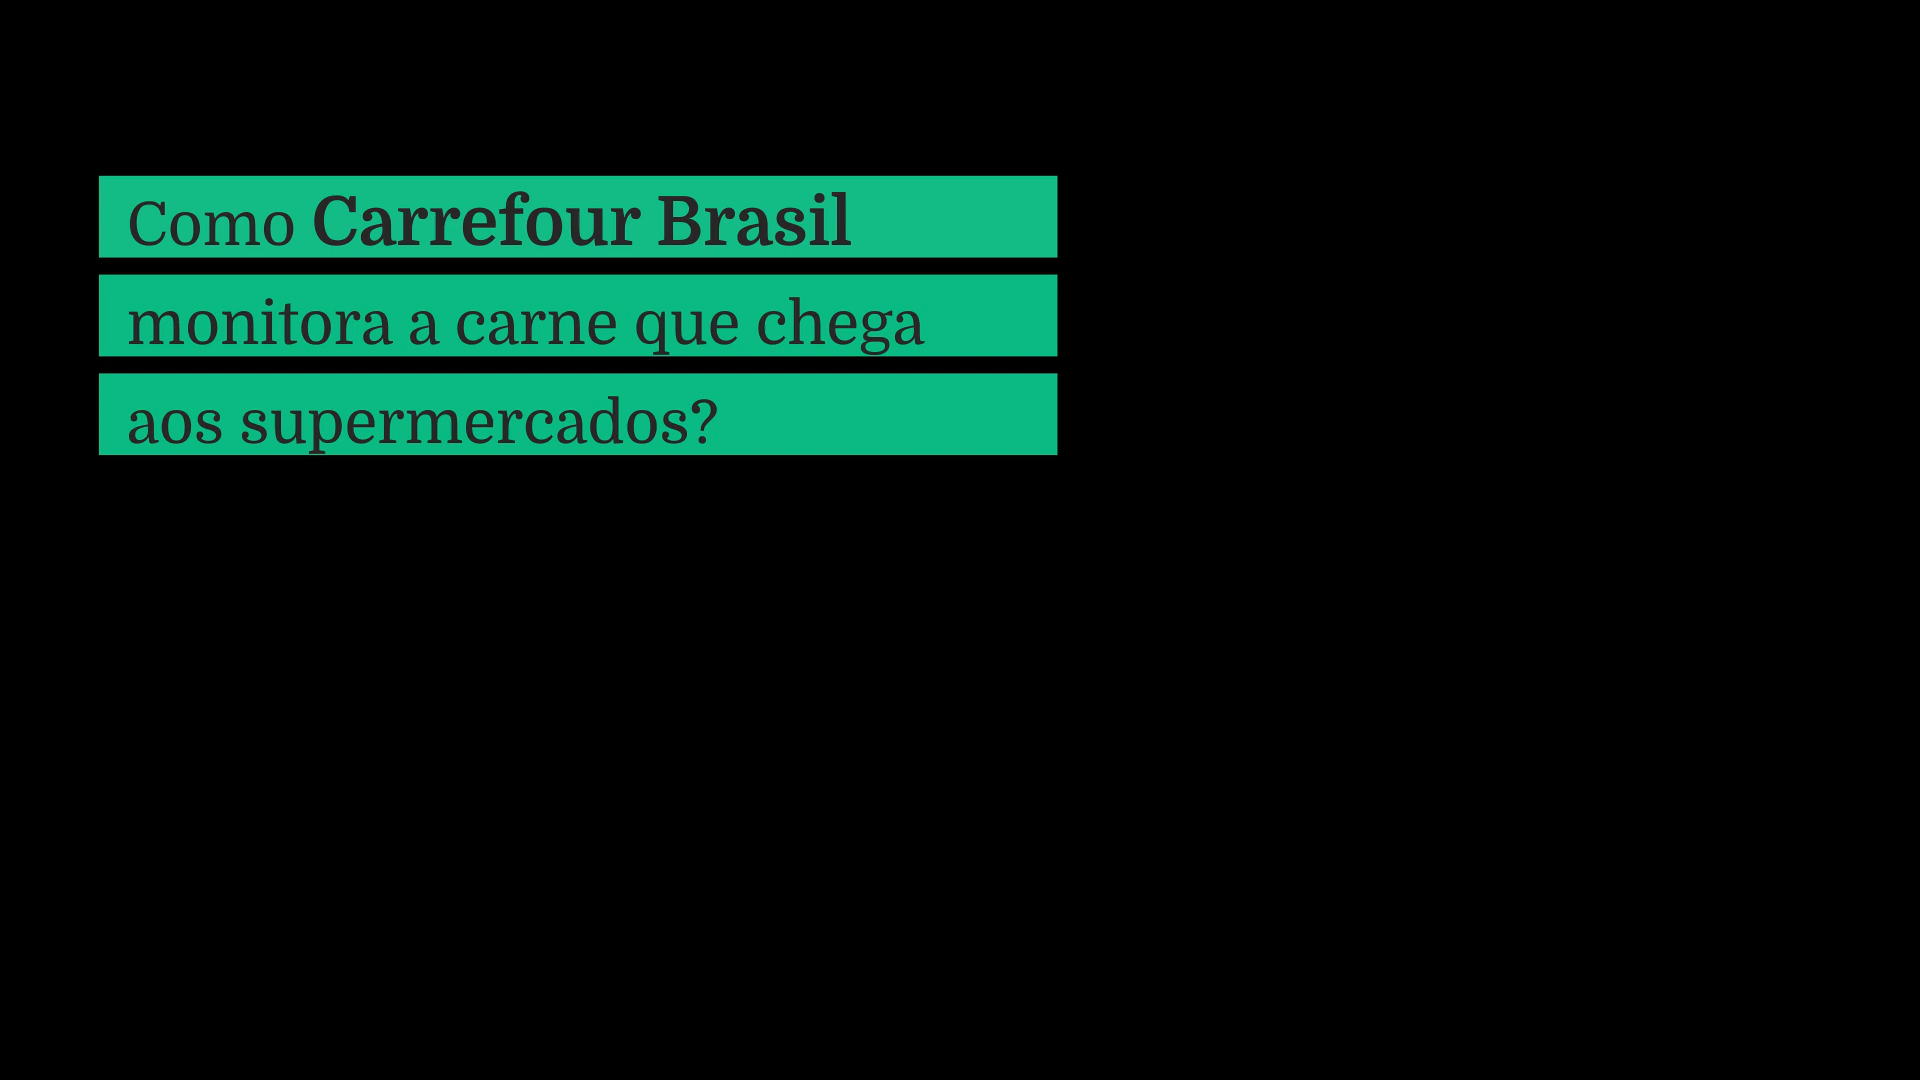 Como Carrefour Brasil
monitora a carne que chega
aos supermercados?